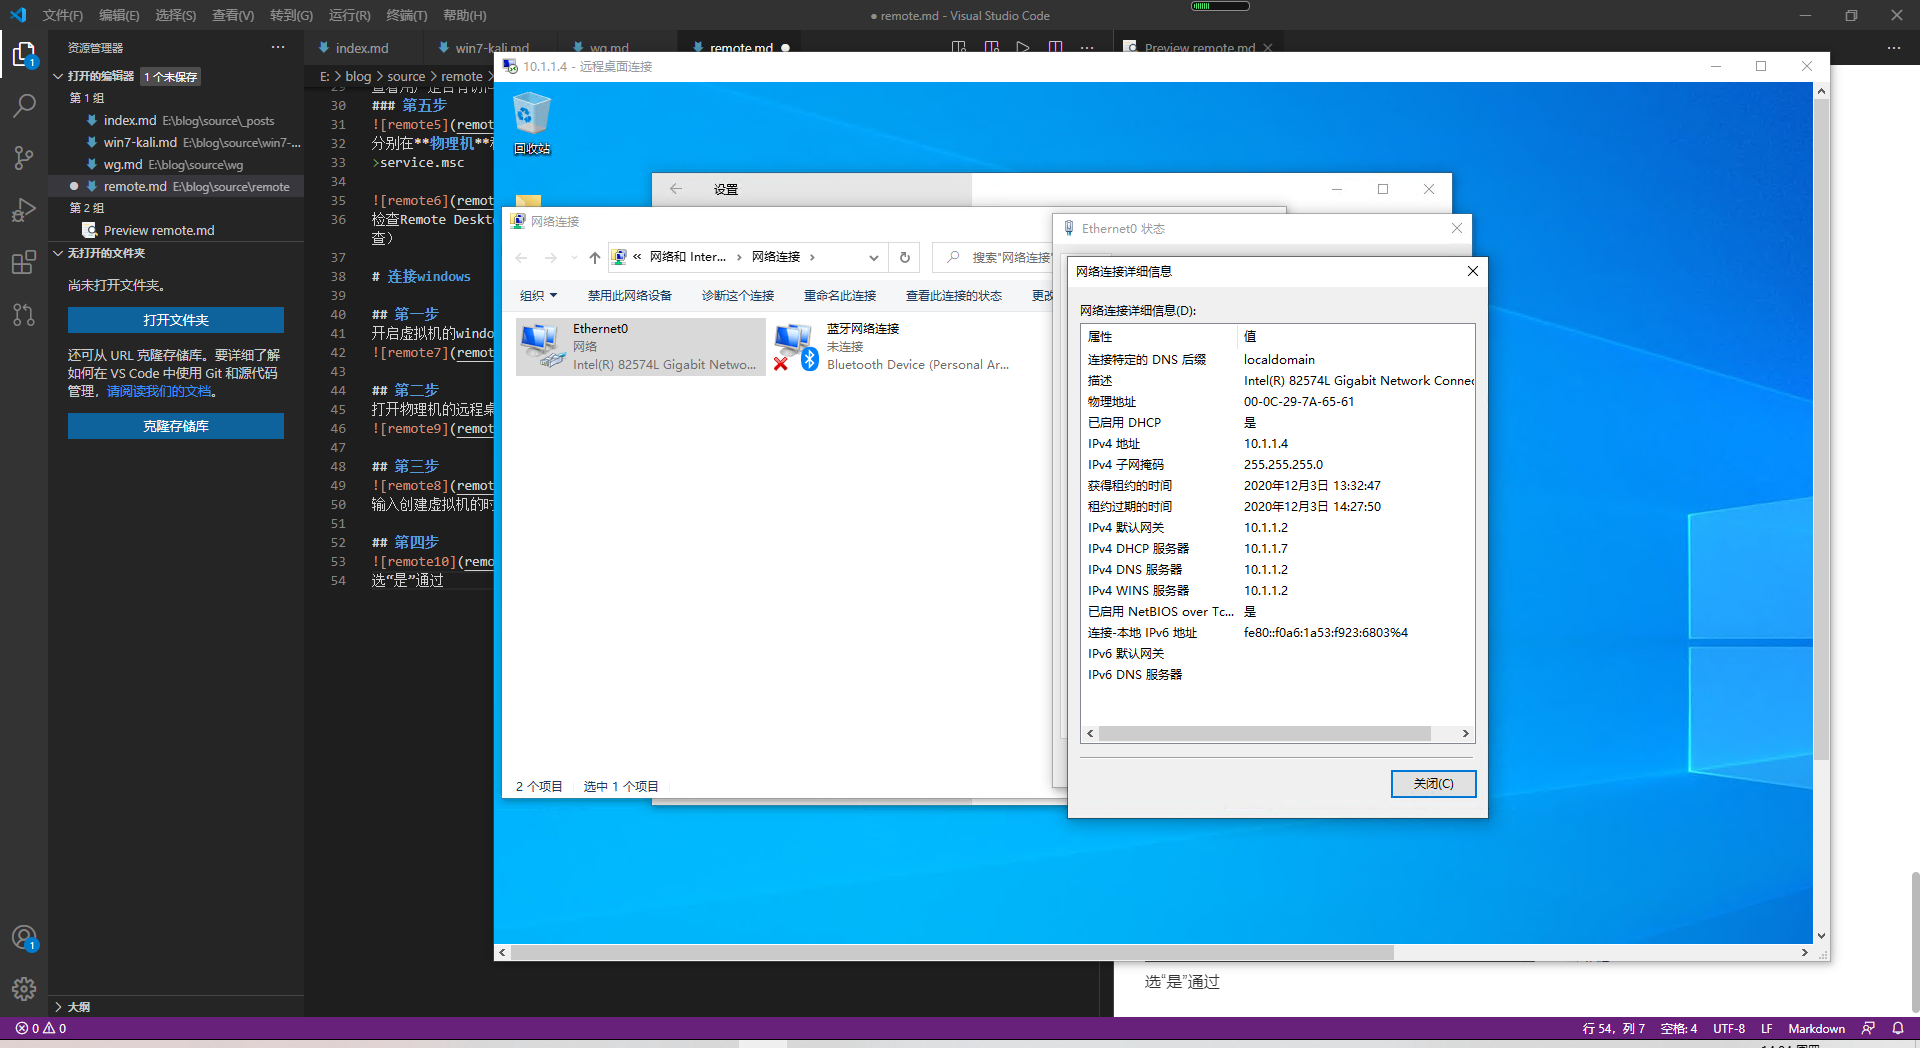 文件(F) 编辑(E) 选择(S) 查看(V) 转到(G) 运行(R) 终端(T) 帮助(H)
● remote.md - Visual Studio Code
资源管理器
打开的编辑器 1 个未保存
第 1 组
index.md E:\blog\source\_posts
win7-kali.md E:\blog\source\win7-...
wg.md E:\blog\source\wg
remote.md E:\blog\source\remote
第 2 组
Preview remote.md
无打开的文件夹
尚未打开文件夹。
打开文件夹
还可从 URL 克隆存储库。要详细了解
如何在 VS Code 中使用 Git 和源代码
管理，请阅读我们的文档。
克隆存储库
大纲
1
1
index.md
win7-kali.md
wg.md
remote.md
Preview remote.md
E: > blog > source > remote >
29 查看用户是否有访问
30 ### 第五步
31 ![remote5](remot
32 分别在**物理机**
33 >service.msc
34
35 ![remote6](remot
36 检查Remote Deskt
查）
37
38 # 连接windows
39
40 ## 第一步
41 开启虚拟机的windo
42 ![remote7](remot
43
44 ## 第二步
45 打开物理机的远程桌
46 ![remote9](remot
47
48 ## 第三步
49 ![remote8](remot
50 输入创建虚拟机的时
51
52 ## 第四步
53 ![remote10](remo
54 选“是”通过
10.1.1.4 - 远程桌面连接
回收站
设置
网络连接
« 网络和 Inter... > 网络连接 >
搜索"网络连接"
组织 禁用此网络设备 诊断这个连接 重命名此连接 查看此连接的状态 更改
Ethernet0
网络
Intel(R) 82574L Gigabit Netwo...
蓝牙网络连接
未连接
Bluetooth Device (Personal Ar...
2 个项目 选中 1 个项目
Ethernet0 状态
网络连接详细信息
网络连接详细信息(D):
属性 值
连接特定的 DNS 后缀 localdomain
描述 Intel(R) 82574L Gigabit Network Connec
物理地址 00-0C-29-7A-65-61
已启用 DHCP 是
IPv4 地址 10.1.1.4
IPv4 子网掩码 255.255.255.0
获得租约的时间 2020年12月3日 13:32:47
租约过期的时间 2020年12月3日 14:27:50
IPv4 默认网关 10.1.1.2
IPv4 DHCP 服务器 10.1.1.7
IPv4 DNS 服务器 10.1.1.2
IPv4 WINS 服务器 10.1.1.2
已启用 NetBIOS over Tc... 是
连接-本地 IPv6 地址 fe80::f0a6:1a53:f923:6803%4
IPv6 默认网关
IPv6 DNS 服务器
关闭(C)
选“是”通过
0 0
行 54，列 7 空格: 4 UTF-8 LF Markdown